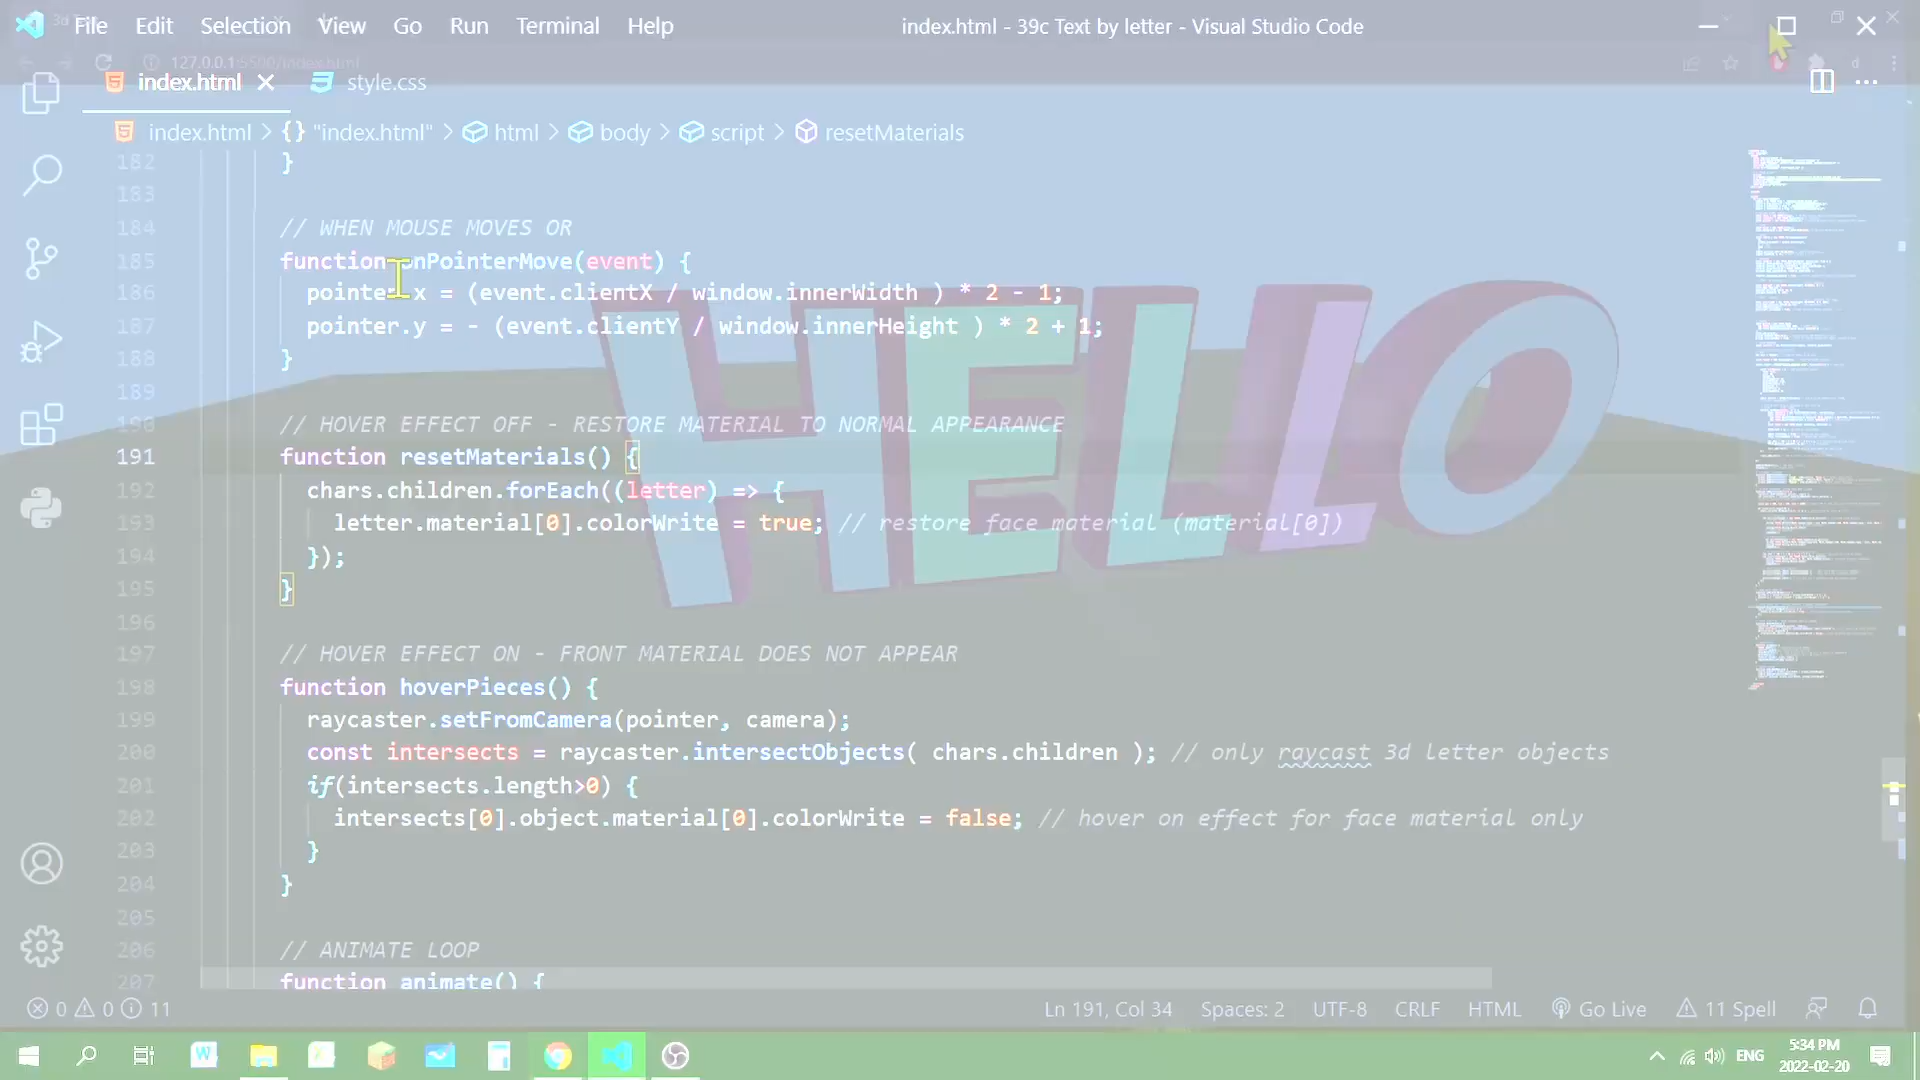 File Edit Selection View Go Run Terminal Help index.html - 39c Text by letter - Visual Studio Code
127.0.0.1:5500/index.html
index.html style.css
index.html > {} "index.html" > html > body > script > resetMaterials
182 }
183
184 // WHEN MOUSE MOVES OR
185 function onPointerMove(event) {
186 pointer.x = (event.clientX / window.innerWidth ) * 2 - 1;
187 pointer.y = - (event.clientY / window.innerHeight ) * 2 + 1;
188 }
189
190 // HOVER EFFECT OFF - RESTORE MATERIAL TO NORMAL APPEARANCE
191 function resetMaterials() {
192 chars.children.forEach((letter) => {
193 letter.material[0].colorWrite = true; // restore face material (material[0])
194 });
195 }
196
197 // HOVER EFFECT ON - FRONT MATERIAL DOES NOT APPEAR
198 function hoverPieces() {
199 raycaster.setFromCamera(pointer, camera);
200 const intersects = raycaster.intersectObjects( chars.children ); // only raycast 3d letter objects
201 if(intersects.length>0) {
202 intersects[0].object.material[0].colorWrite = false; // hover on effect for face material only
203 }
204 }
205
206 // ANIMATE LOOP
207 function animate() {
HELLO
0 0 11 Ln 191, Col 34 Spaces: 2 UTF-8 CRLF HTML Go Live 11 Spell
ENG 5:34 PM
2022-02-20